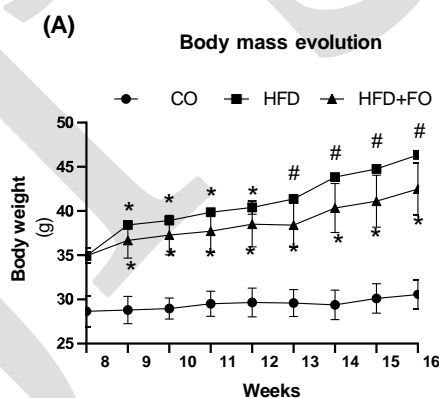 (A)
Body mass evolution
CO HFD HFD+FO
Body weight
(g)
50
45
40
35
30
25
* * * * # # # #
* * * * * * * *
8 9 10 11 12 13 14 15 16
Weeks